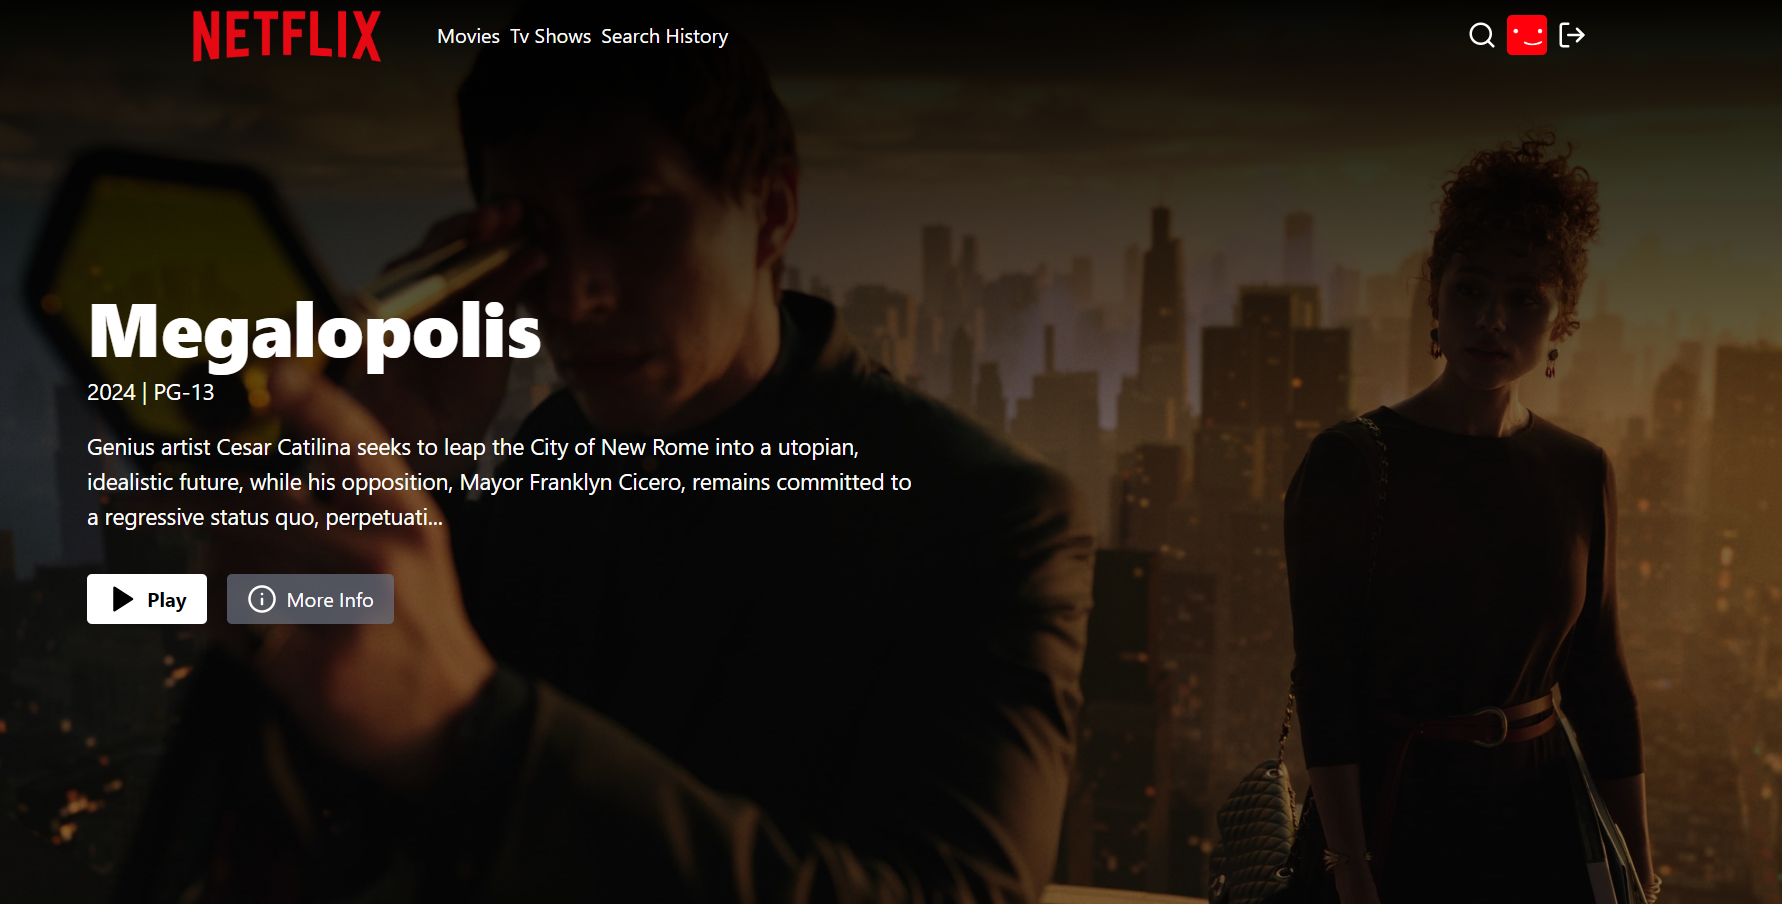 NETFLIX
Movies Tv Shows Search History
Megalopolis
2024 | PG-13
Genius artist Cesar Catilina seeks to leap the City of New Rome into a utopian,
idealistic future, while his opposition, Mayor Franklyn Cicero, remains committed to
a regressive status quo, perpetuati...
Play
More Info